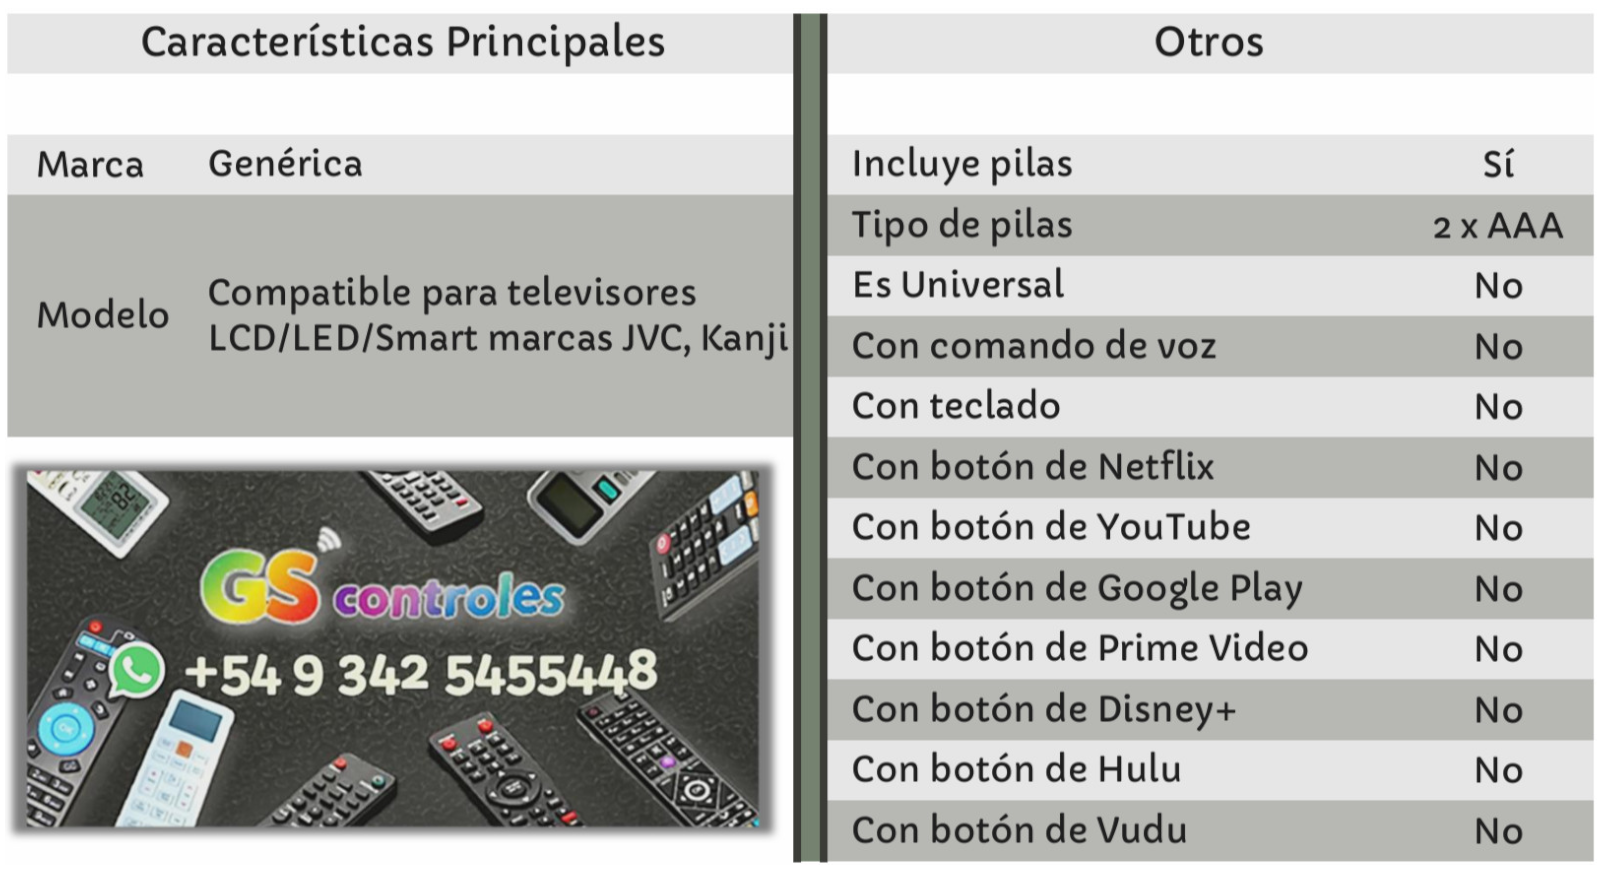 Características Principales
Marca Genérica
Modelo Compatible para televisores
LCD/LED/Smart marcas JVC, Kanji
GS controles
+54 9 342 5455448
Otros
Incluye pilas Sí
Tipo de pilas 2 x AAA
Es Universal No
Con comando de voz No
Con teclado No
Con botón de Netflix No
Con botón de YouTube No
Con botón de Google Play No
Con botón de Prime Video No
Con botón de Disney+ No
Con botón de Hulu No
Con botón de Vudu No